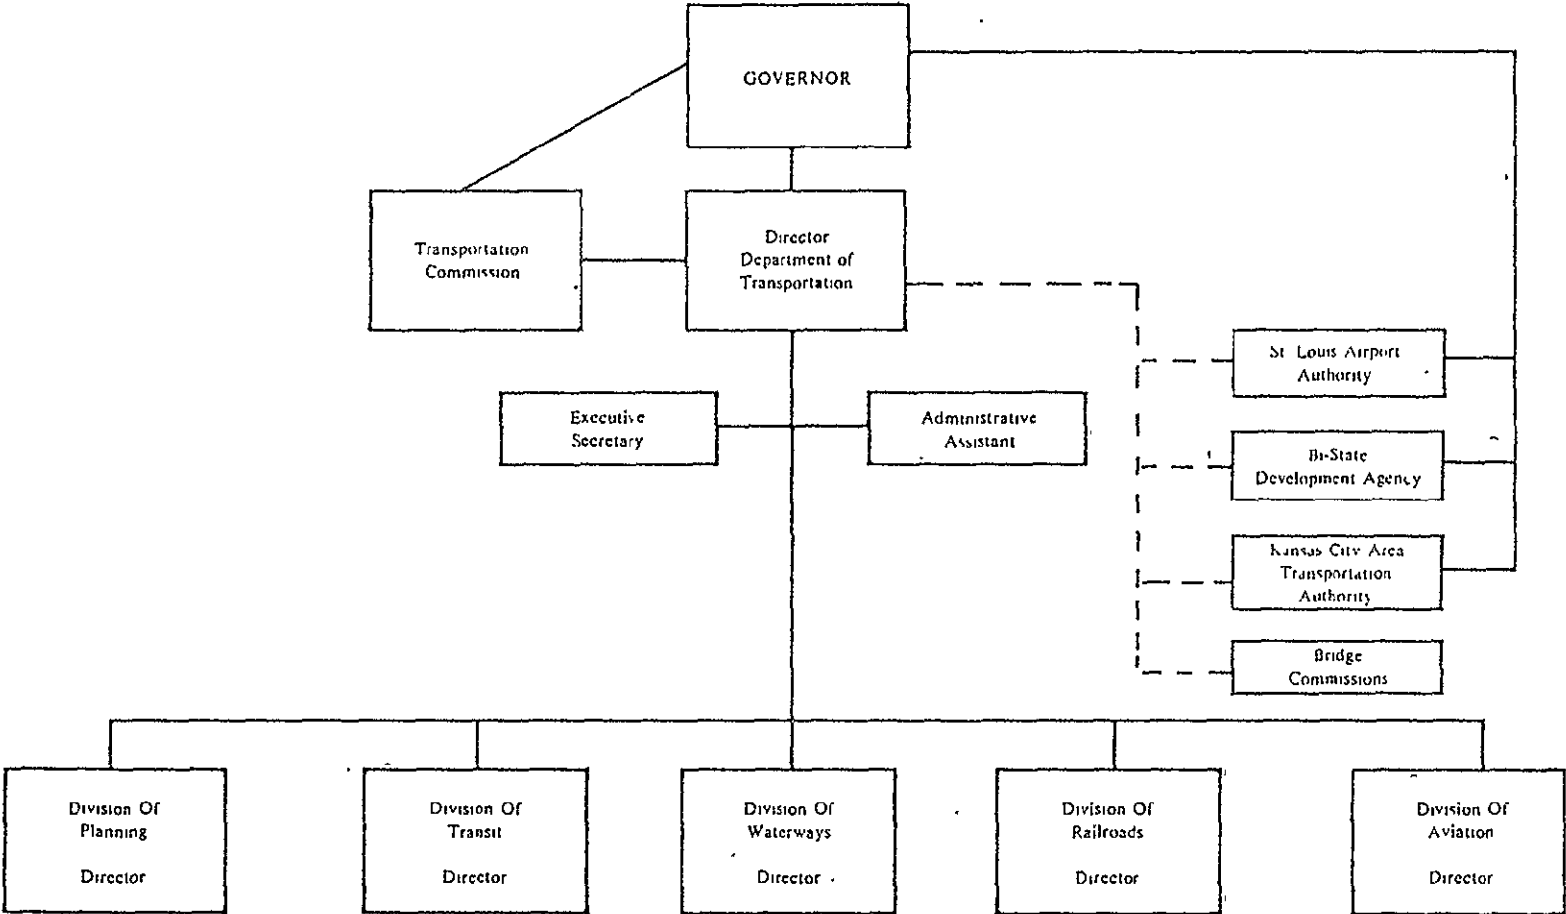 GOVERNOR
Transportation
Commission
Director
Department of
Transportation
St Louis Airport
Authority
Executive
Secretary
Administrative
Assistant
Bi-State
Development Agency
Kansas City Area
Transportation
Authority
Bridge
Commissions
Division Of
Planning
Director
Division Of
Transit
Director
Division Of
Waterways
Director
Division Of
Railroads
Director
Division Of
Aviation
Director